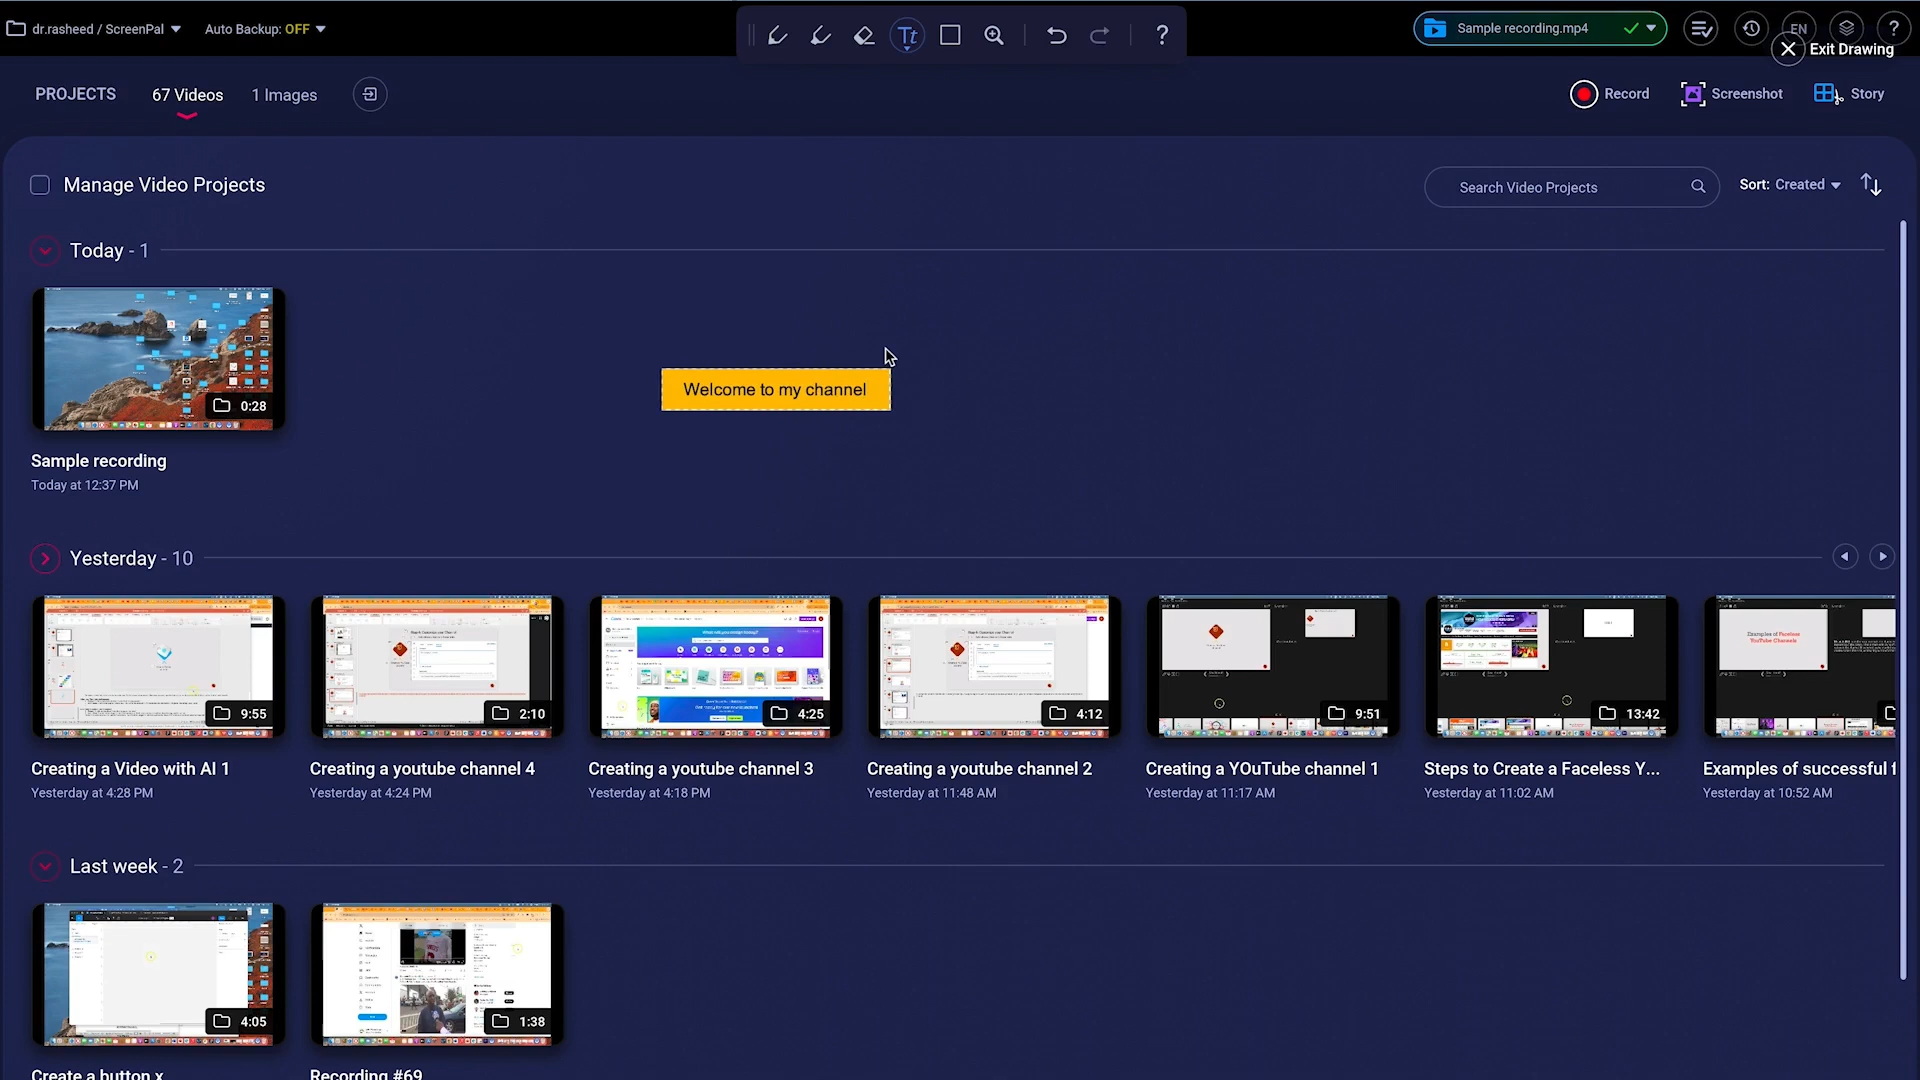 dr.rasheed / ScreenPal
Auto Backup: OFF
Tt
?
Sample recording.mp4
EN
?
Exit Drawing
PROJECTS
67 Videos
1 Images
Record
Screenshot
Story
Manage Video Projects
Search Video Projects
Sort: Created
Today - 1
Welcome to my channel
0:28
Sample recording
Today at 12:37 PM
Yesterday - 10
9:55
2:10
4:25
4:12
9:51
13:42
Examples of Faceless
YouTube Channels
Creating a Video with AI 1
Creating a youtube channel 4
Creating a youtube channel 3
Creating a youtube channel 2
Creating a YOuTube channel 1
Steps to Create a Faceless Y...
Examples of successful f
Yesterday at 4:28 PM
Yesterday at 4:24 PM
Yesterday at 4:18 PM
Yesterday at 11:48 AM
Yesterday at 11:17 AM
Yesterday at 11:02 AM
Yesterday at 10:52 AM
Last week - 2
4:05
1:38
Create a button x
Recording #69